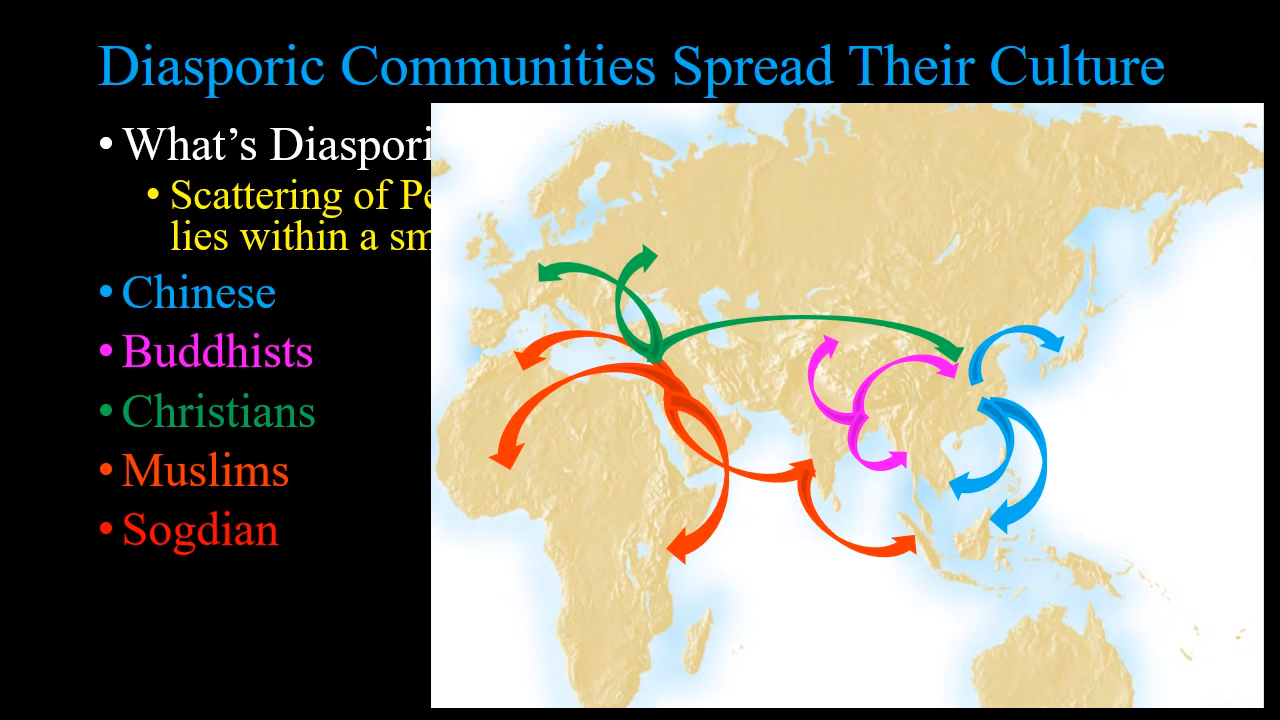 Diasporic Communities Spread Their Culture
• What’s Diaspori
• Scattering of Pe
lies within a sm
• Chinese
• Buddhists
• Christians
• Muslims
• Sogdian